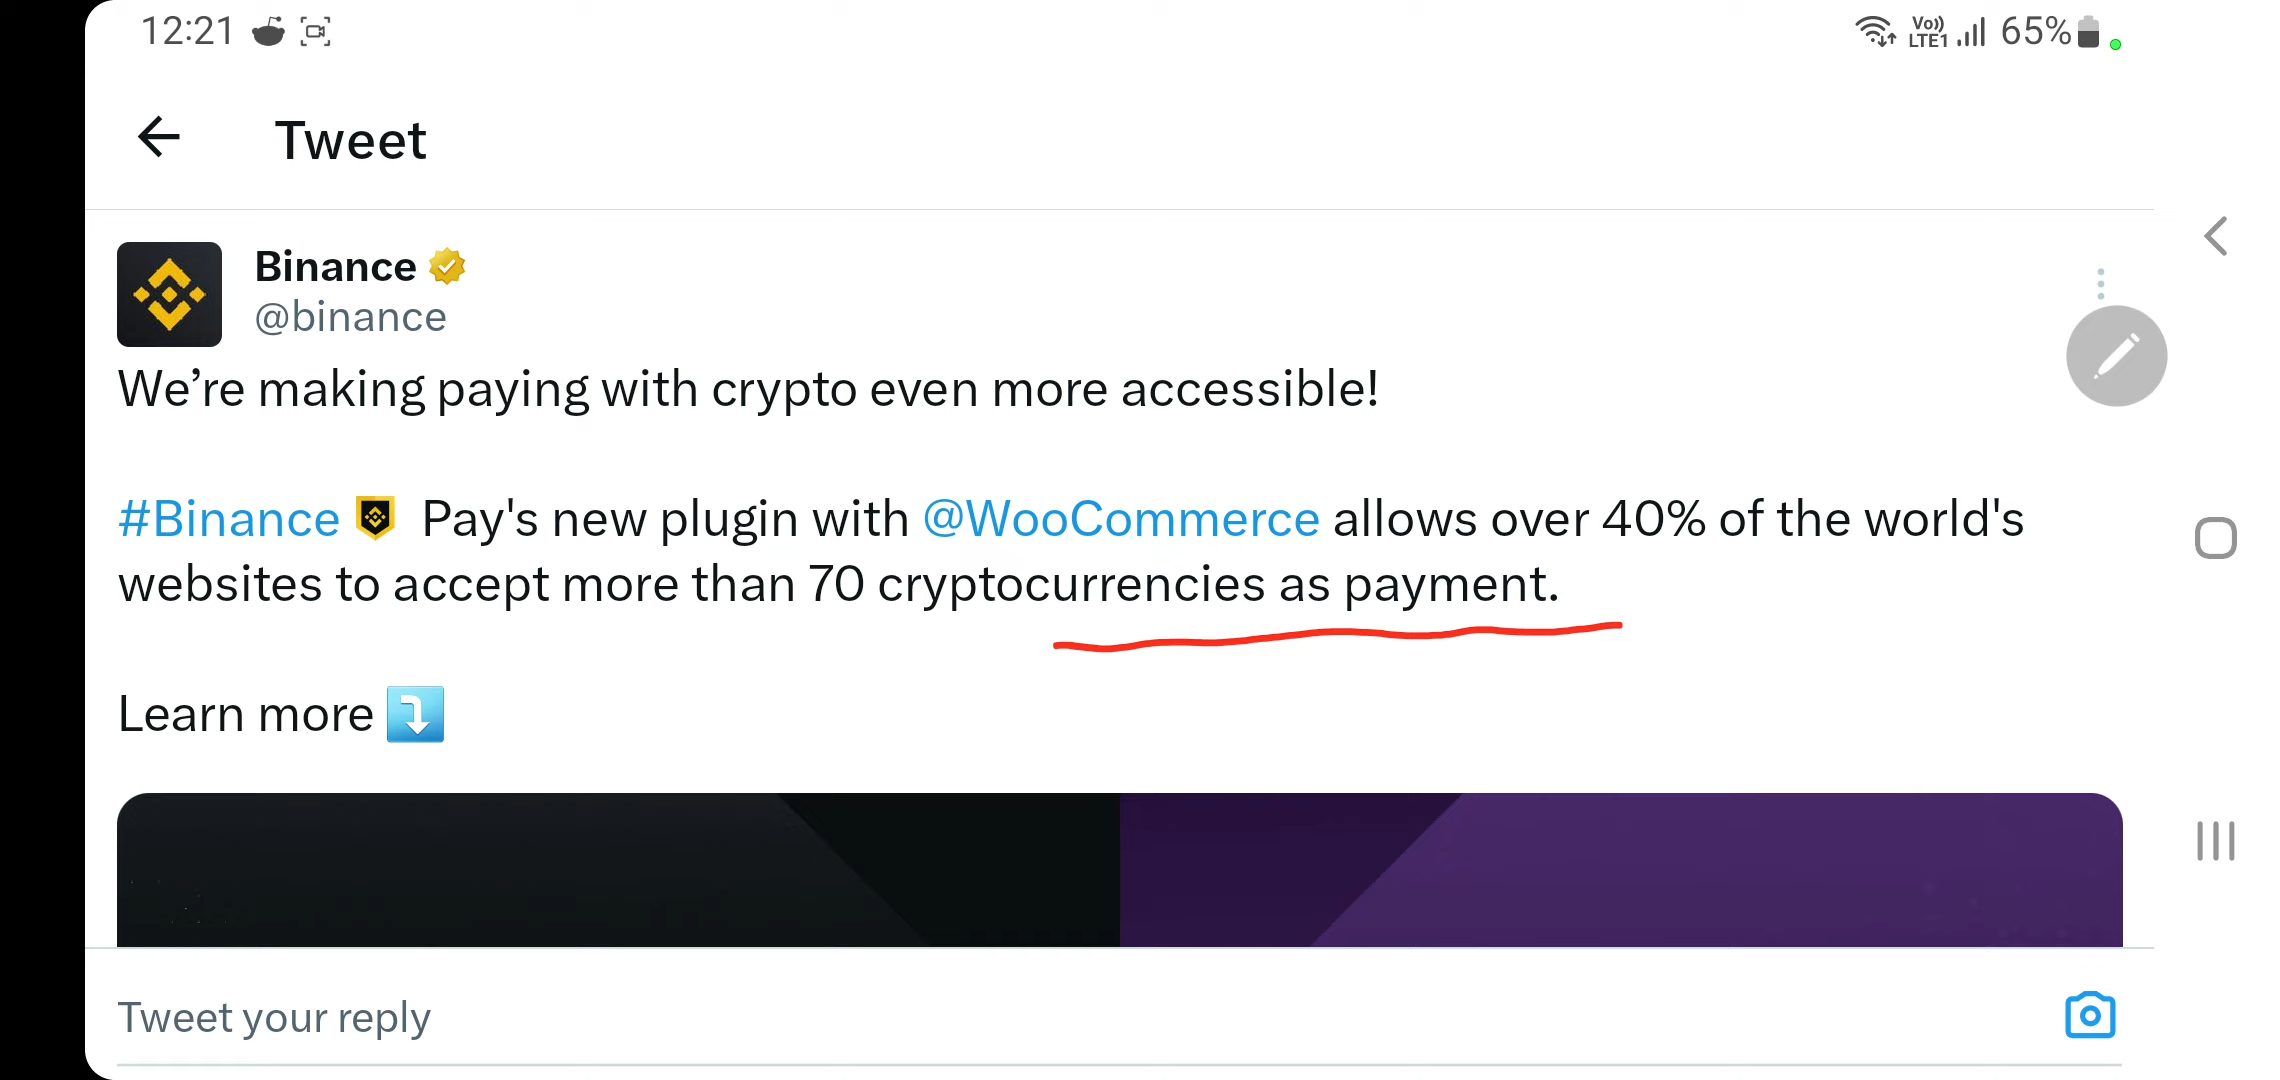 12:21 Vo)) LTE1 65%
Tweet
Binance
@binance
We’re making paying with crypto even more accessible!
#Binance Pay's new plugin with @WooCommerce allows over 40% of the world's
websites to accept more than 70 cryptocurrencies as payment.
Learn more ⤵️
Tweet your reply